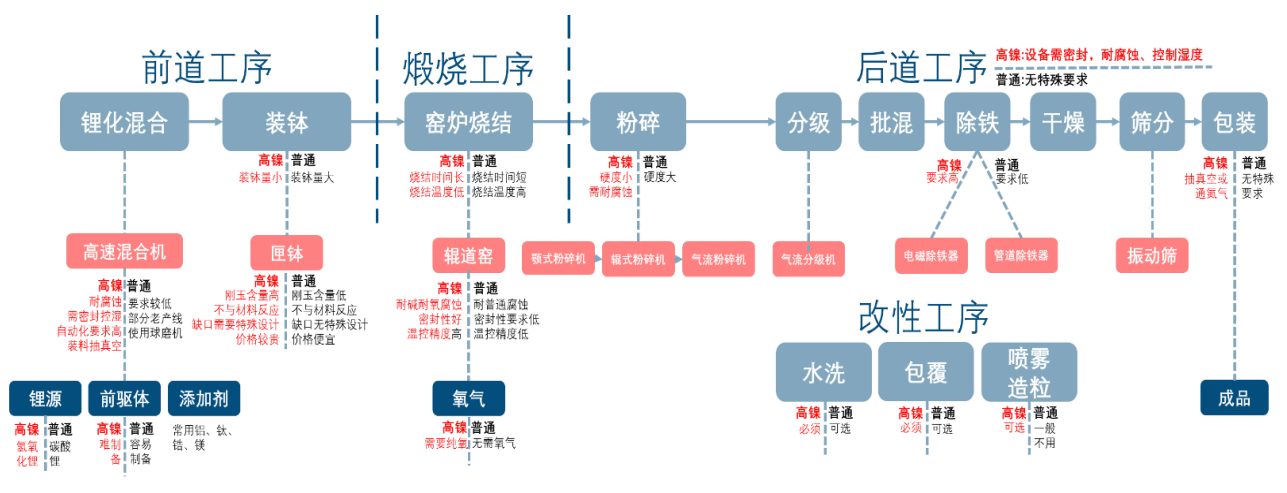 前道工序
煅烧工序
后道工序
高镍:设备需密封，耐腐蚀、控制湿度
普通:无特殊要求
锂化混合
装钵
窑炉烧结
粉碎
分级
批混
除铁
干燥
筛分
包装
高镍 普通
装钵量小 装钵量大
高镍 普通
烧结时间长 烧结时间短
烧结温度低 烧结温度高
高镍 普通
硬度小 硬度大
需耐腐蚀
高镍 普通
要求高 要求低
高镍 普通
抽真空或 无特殊
通氮气 要求
高速混合机
匣钵
辊道窑
颚式粉碎机
辊式粉碎机
气流粉碎机
气流分级机
电磁除铁器
管道除铁器
振动筛
高镍 普通
耐腐蚀 要求较低
需密封控湿 部分老产线
自动化要求高 使用球磨机
装料抽真空
高镍 普通
刚玉含量高 刚玉含量低
不与材料反应 不与材料反应
缺口需要特殊设计 缺口无特殊设计
价格较贵 价格便宜
高镍 普通
耐碱耐氧腐蚀 耐普通腐蚀
密封性好 密封性要求低
温控精度高 温控精度低
改性工序
水洗
包覆
喷雾
造粒
高镍 普通
必须 可选
高镍 普通
必须 可选
高镍 普通
可选 一般
不用
锂源
前驱体
添加剂
氧气
成品
高镍 普通
氢氧 碳酸
化锂 锂
高镍 普通
难制 容易
备 制备
常用铝、钛、
锆、镁
高镍 普通
需要纯氧 无需氧气